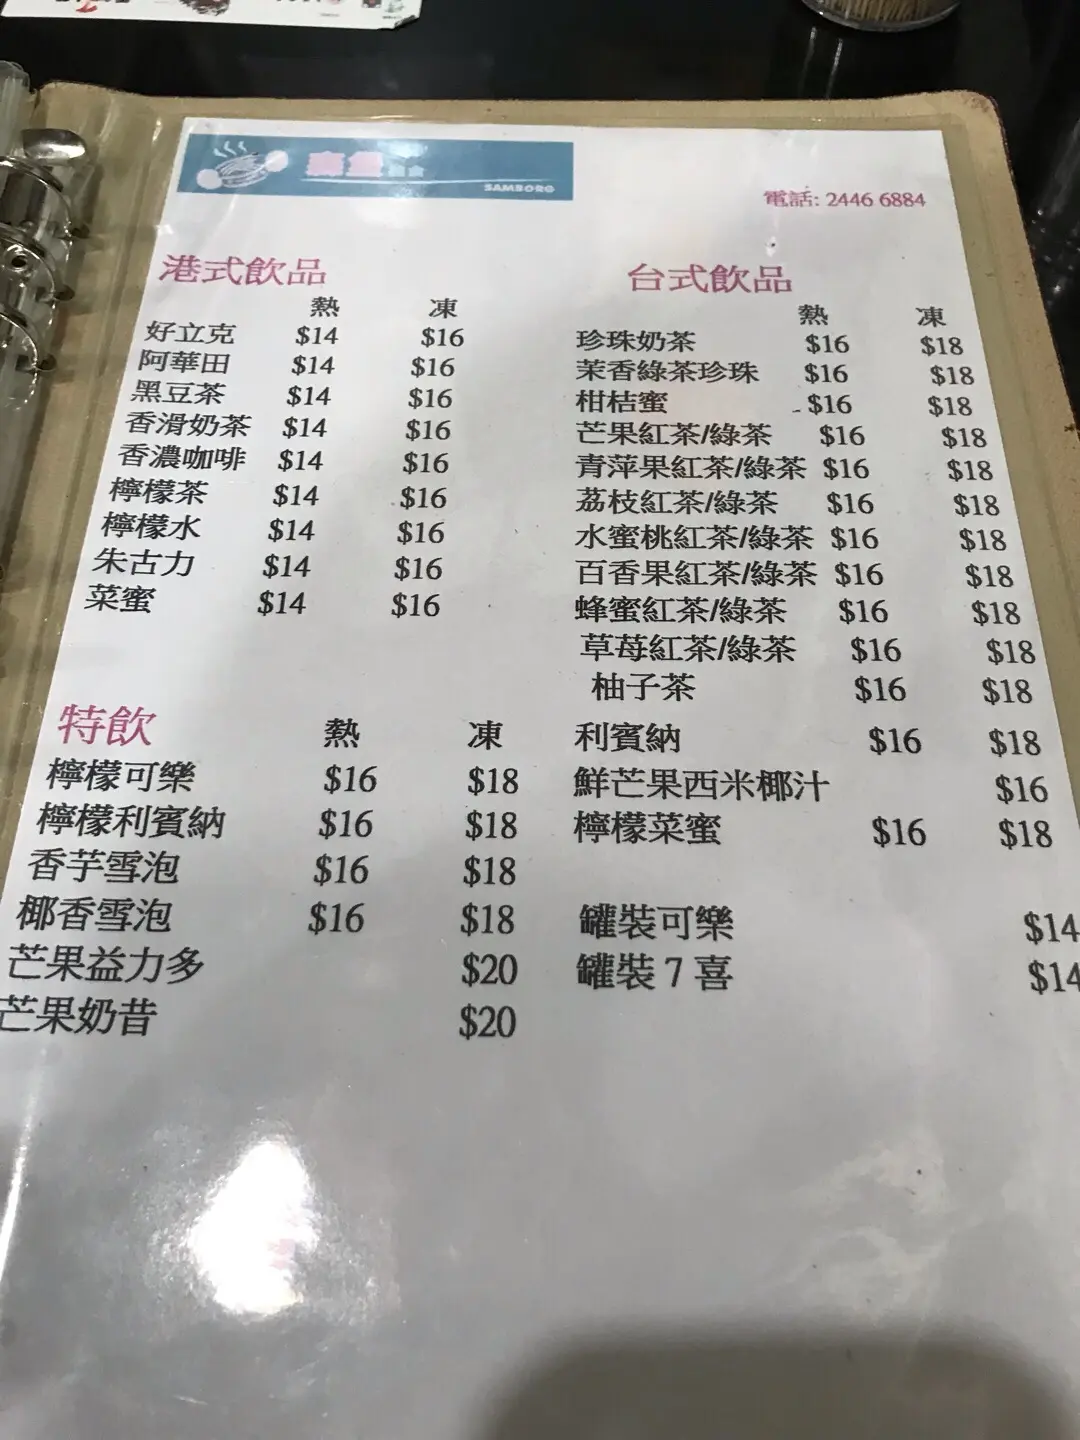 SAMBORG
電話: 2446 6884
港式飲品
熱 凍
好立克 $14 $16
阿華田 $14 $16
黑豆茶 $14 $16
香滑奶茶 $14 $16
香濃咖啡 $14 $16
檸檬茶 $14 $16
檸檬水 $14 $16
朱古力 $14 $16
菜蜜 $14 $16
特飲 熱 凍
檸檬可樂 $16 $18
檸檬利賓納 $16 $18
香芋雪泡 $16 $18
椰香雪泡 $16 $18
芒果益力多 $20
芒果奶昔 $20
台式飲品
熱 凍
珍珠奶茶 $16 $18
茉香綠茶珍珠 $16 $18
柑桔蜜 $16 $18
芒果紅茶/綠茶 $16 $18
青萍果紅茶/綠茶 $16 $18
荔枝紅茶/綠茶 $16 $18
水蜜桃紅茶/綠茶 $16 $18
百香果紅茶/綠茶 $16 $18
蜂蜜紅茶/綠茶 $16 $18
草莓紅茶/綠茶 $16 $18
柚子茶 $16 $18
利賓納 $16 $18
鮮芒果西米椰汁 $16
檸檬菜蜜 $16 $18
罐裝可樂 $14
罐裝 7 喜 $14